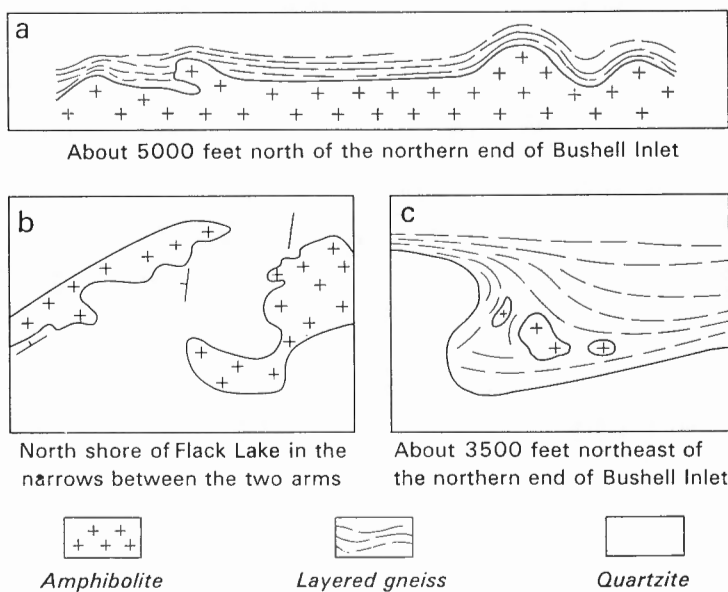 a
About 5000 feet north of the northern end of Bushell Inlet
b
North shore of Flack Lake in the
narrows between the two arms
c
About 3500 feet northeast of
the northern end of Bushell Inlet
Amphibolite
Layered gneiss
Quartzite